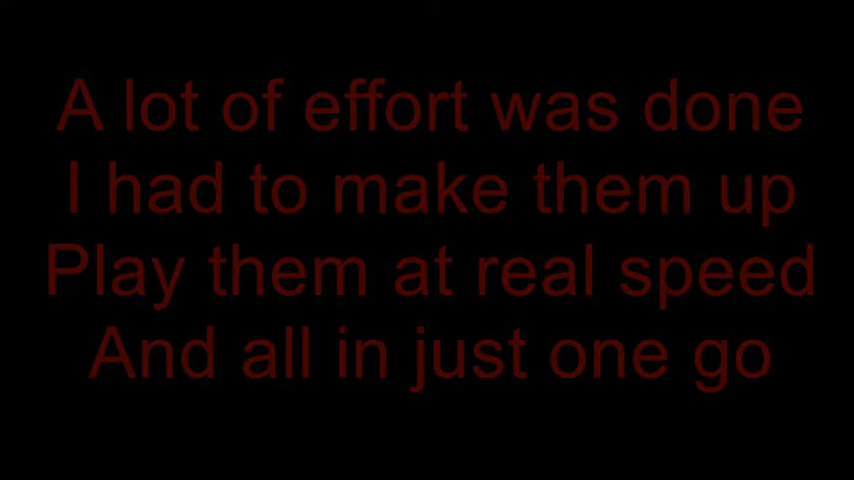 A lot of effort was done
I had to make them up
Play them at real speed
And all in just one go